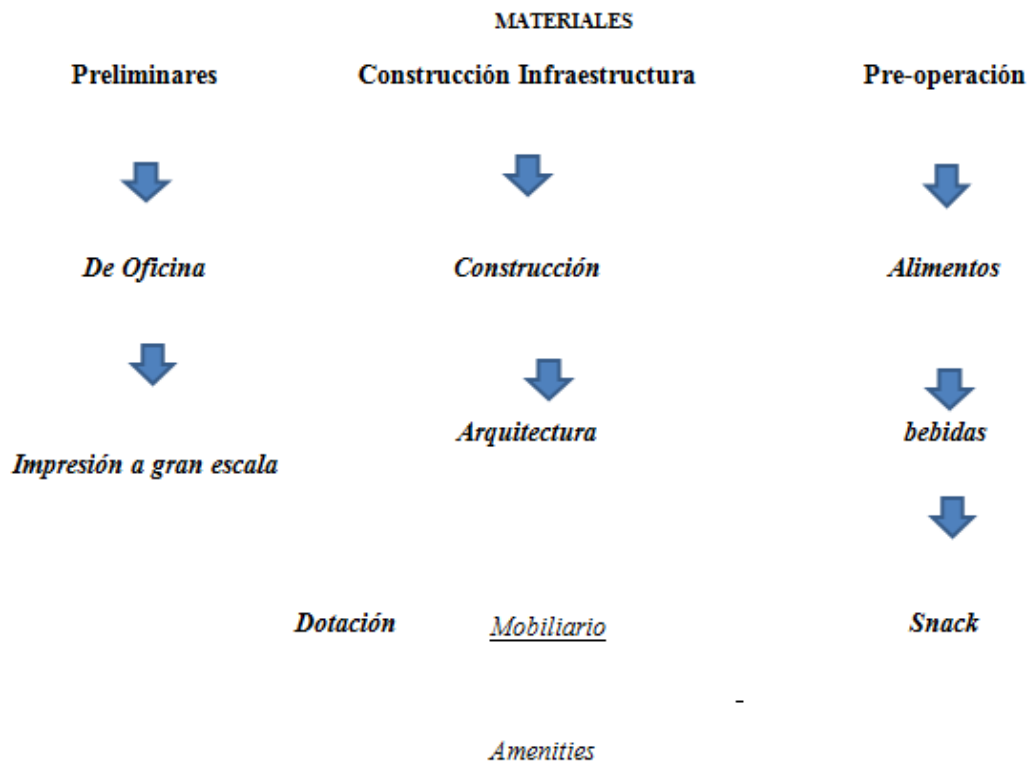 MATERIALES
Preliminares
Construcción Infraestructura
Pre-operación
De Oficina
Construcción
Alimentos
Impresión a gran escala
Arquitectura
bebidas
Dotación
Mobiliario
Snack
-
Amenities